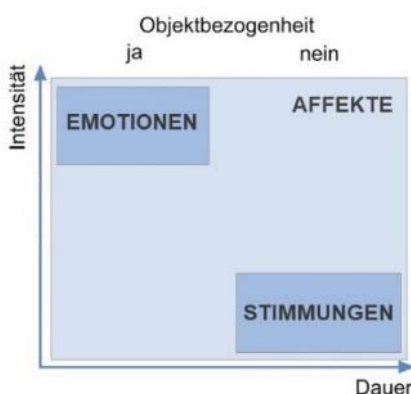 Objektbezogenheit
ja nein
Intensität
EMOTIONEN
AFFEKTE
STIMMUNGEN
Dauer